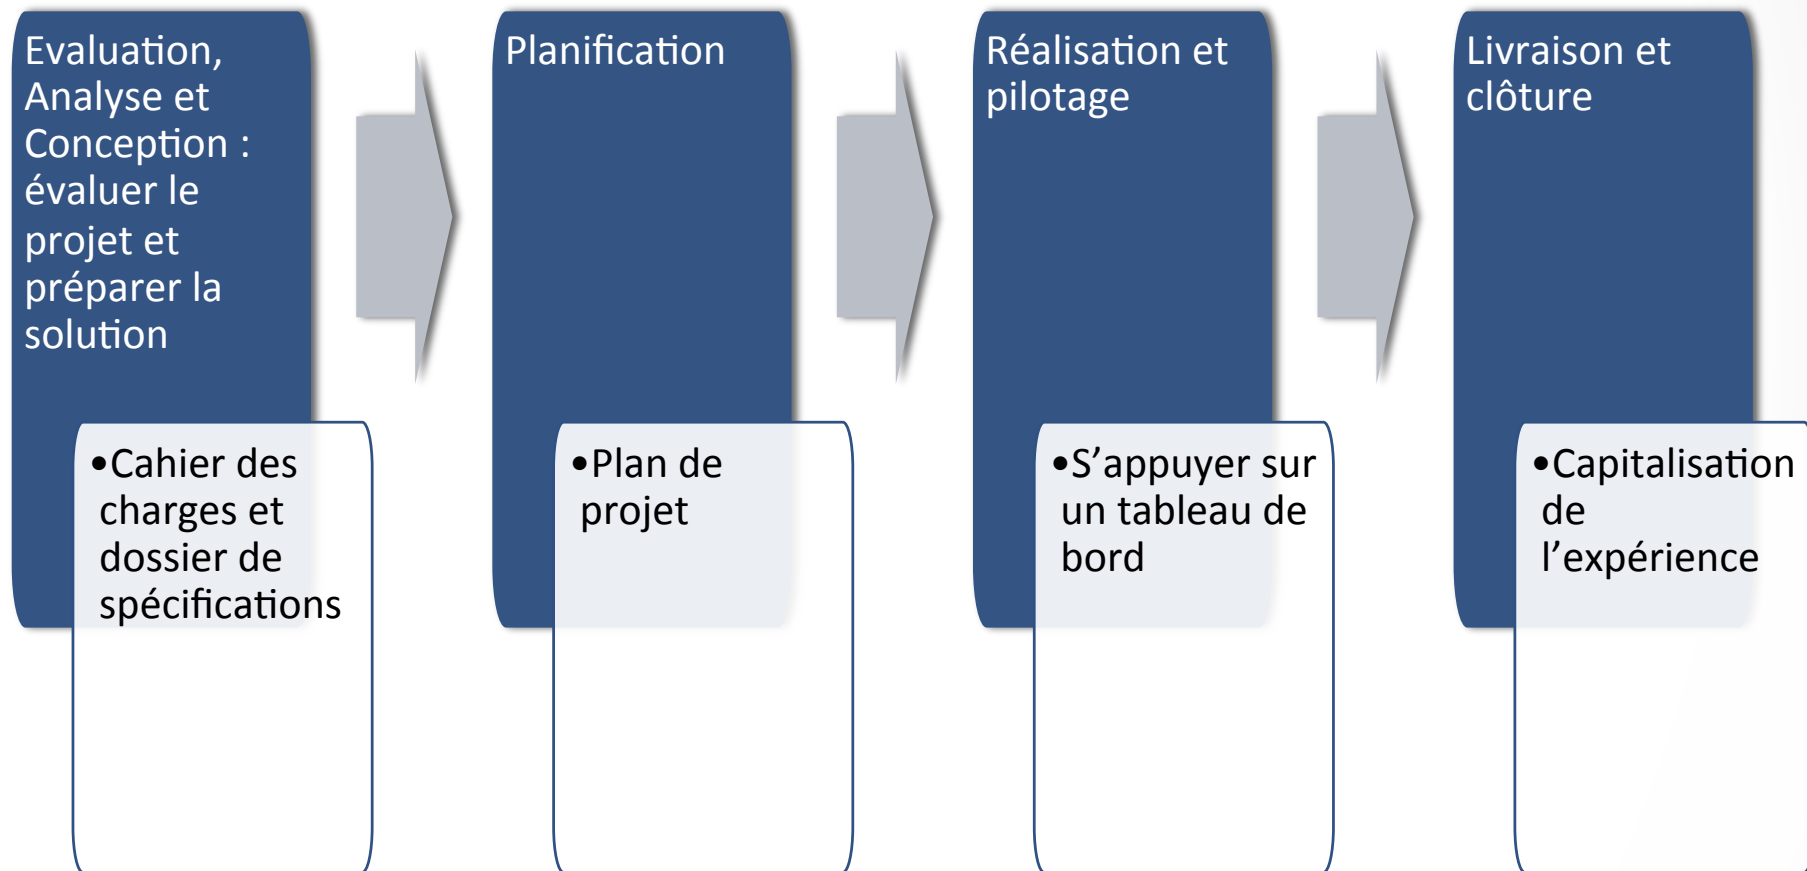 Evaluation,
Analyse et
Conception :
évaluer le
projet et
préparer la
solution
•Cahier des
charges et
dossier de
spécifications
Planification
•Plan de
projet
Réalisation et
pilotage
•S’appuyer sur
un tableau de
bord
Livraison et
clôture
•Capitalisation
de
l’expérience